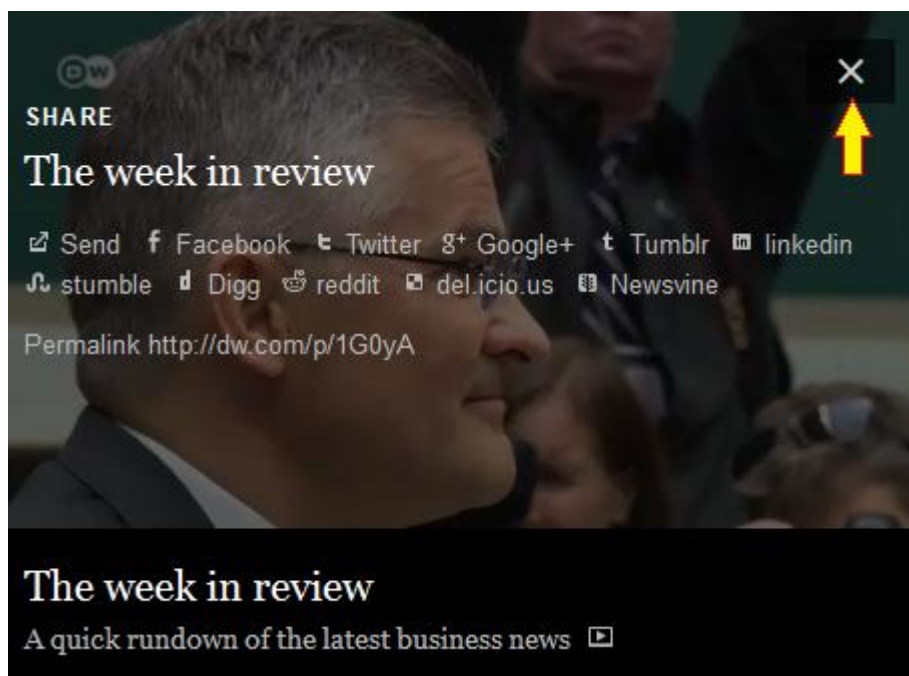 DW
SHARE
The week in review
Send Facebook Twitter g+ Google+ t Tumblr in linkedin
stumble d Digg reddit del.icio.us Newsvine
Permalink http://dw.com/p/1G0yA
The week in review
A quick rundown of the latest business news